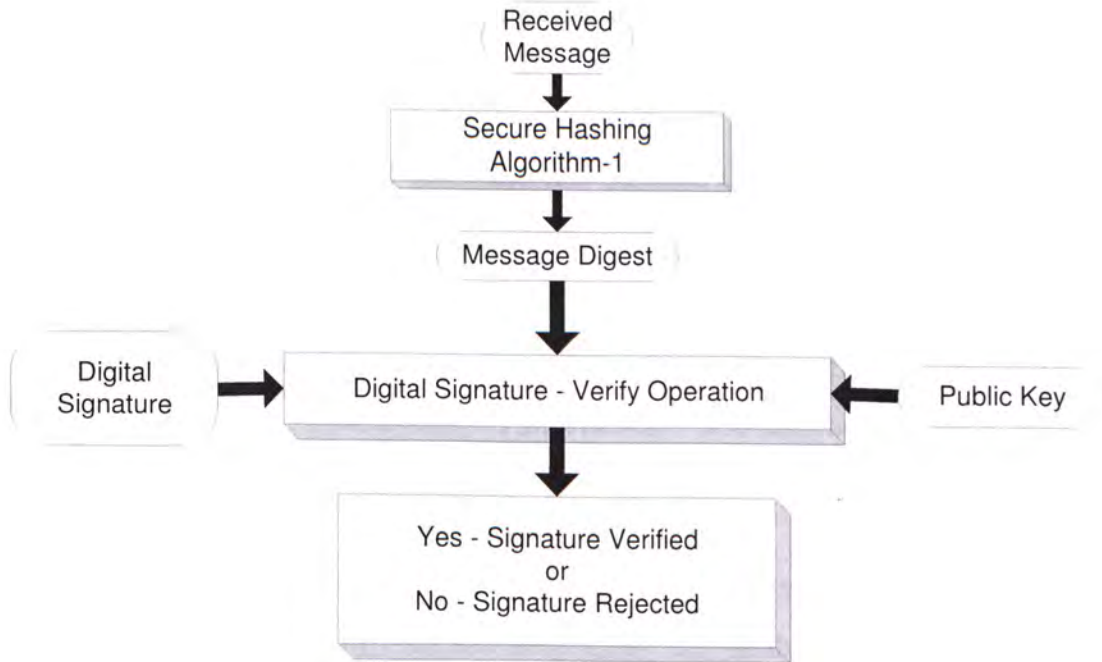 Received
Message
Secure Hashing
Algorithm-1
Message Digest
Digital
Signature
Digital Signature - Verify Operation
Public Key
Yes - Signature Verified
or
No - Signature Rejected